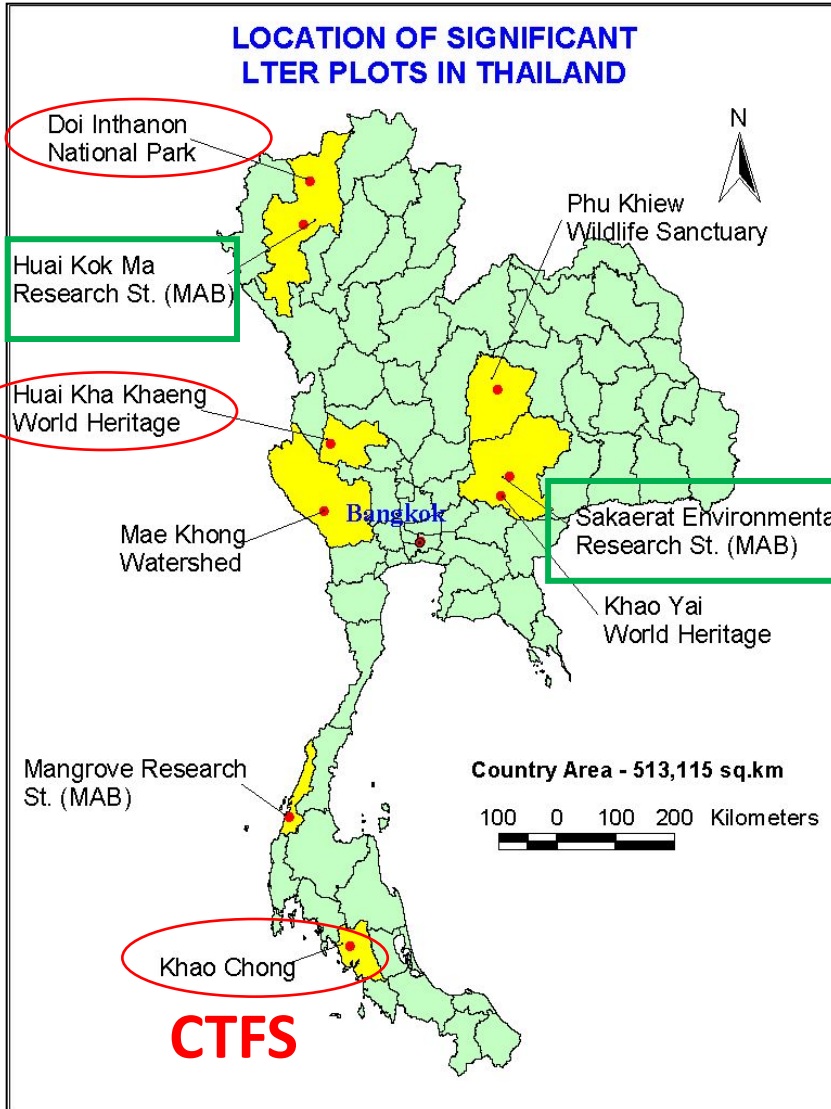 LOCATION OF SIGNIFICANT
LTER PLOTS IN THAILAND
Doi Inthanon
National Park
N
Phu Khiew
Wildlife Sanctuary
Huai Kok Ma
Research St. (MAB)
Huai Kha Khaeng
World Heritage
Bangkok
Sakaerat Environmenta
Research St. (MAB)
Mae Khong
Watershed
Khao Yai
World Heritage
Mangrove Research
St. (MAB)
Country Area - 513,115 sq.km
100 0 100 200 Kilometers
Khao Chong
CTFS